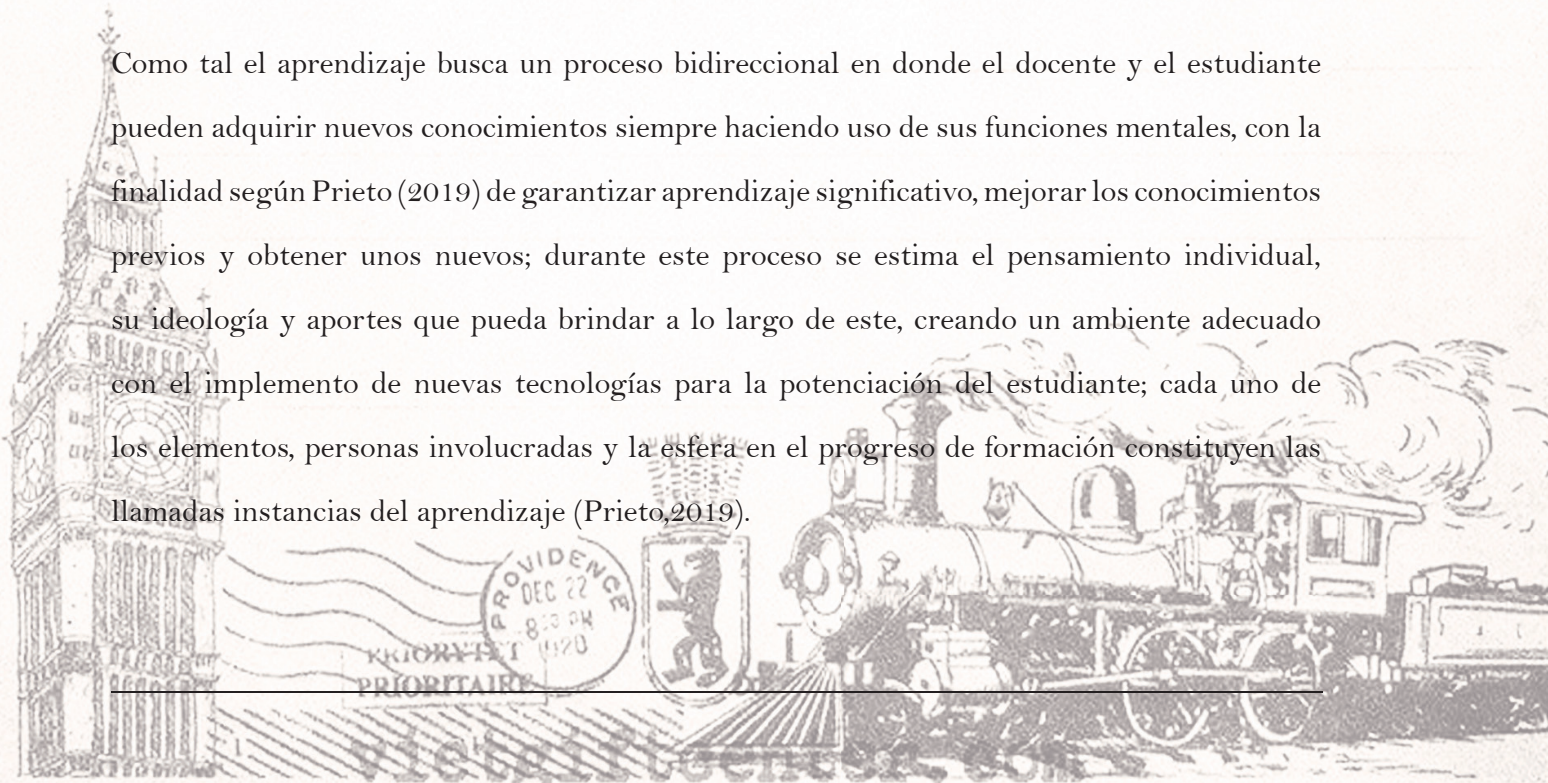 Como tal el aprendizaje busca un proceso bidireccional en donde el docente y el estudiante
pueden adquirir nuevos conocimientos siempre haciendo uso de sus funciones mentales, con la
finalidad según Prieto (2019) de garantizar aprendizaje significativo, mejorar los conocimientos
previos y obtener unos nuevos; durante este proceso se estima el pensamiento individual,
su ideología y aportes que pueda brindar a lo largo de este, creando un ambiente adecuado
con el implemento de nuevas tecnologías para la potenciación del estudiante; cada uno de
los elementos, personas involucradas y la esfera en el progreso de formación constituyen las
llamadas instancias del aprendizaje (Prieto,2019).
PROVIDENCE
DEC 22
1920
PRIORITAIRE